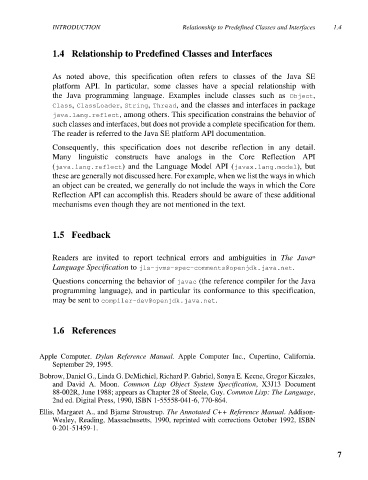 INTRODUCTION Relationship to Predefined Classes and Interfaces 1.4
1.4 Relationship to Predefined Classes and Interfaces
As noted above, this specification often refers to classes of the Java SE
platform API. In particular, some classes have a special relationship with
the Java programming language. Examples include classes such as Object,
Class, ClassLoader, String, Thread, and the classes and interfaces in package
java.lang.reflect, among others. This specification constrains the behavior of
such classes and interfaces, but does not provide a complete specification for them.
The reader is referred to the Java SE platform API documentation.
Consequently, this specification does not describe reflection in any detail.
Many linguistic constructs have analogs in the Core Reflection API
(java.lang.reflect) and the Language Model API (javax.lang.model), but
these are generally not discussed here. For example, when we list the ways in which
an object can be created, we generally do not include the ways in which the Core
Reflection API can accomplish this. Readers should be aware of these additional
mechanisms even though they are not mentioned in the text.
1.5 Feedback
Readers are invited to report technical errors and ambiguities in The Java®
Language Specification to jls-jvms-spec-comments@openjdk.java.net.
Questions concerning the behavior of javac (the reference compiler for the Java
programming language), and in particular its conformance to this specification,
may be sent to compiler-dev@openjdk.java.net.
1.6 References
Apple Computer. Dylan Reference Manual. Apple Computer Inc., Cupertino, California.
September 29, 1995.
Bobrow, Daniel G., Linda G. DeMichiel, Richard P. Gabriel, Sonya E. Keene, Gregor Kiczales,
and David A. Moon. Common Lisp Object System Specification, X3J13 Document
88-002R, June 1988; appears as Chapter 28 of Steele, Guy. Common Lisp: The Language,
2nd ed. Digital Press, 1990, ISBN 1-55558-041-6, 770-864.
Ellis, Margaret A., and Bjarne Stroustrup. The Annotated C++ Reference Manual. Addison-
Wesley, Reading, Massachusetts, 1990, reprinted with corrections October 1992, ISBN
0-201-51459-1.
7